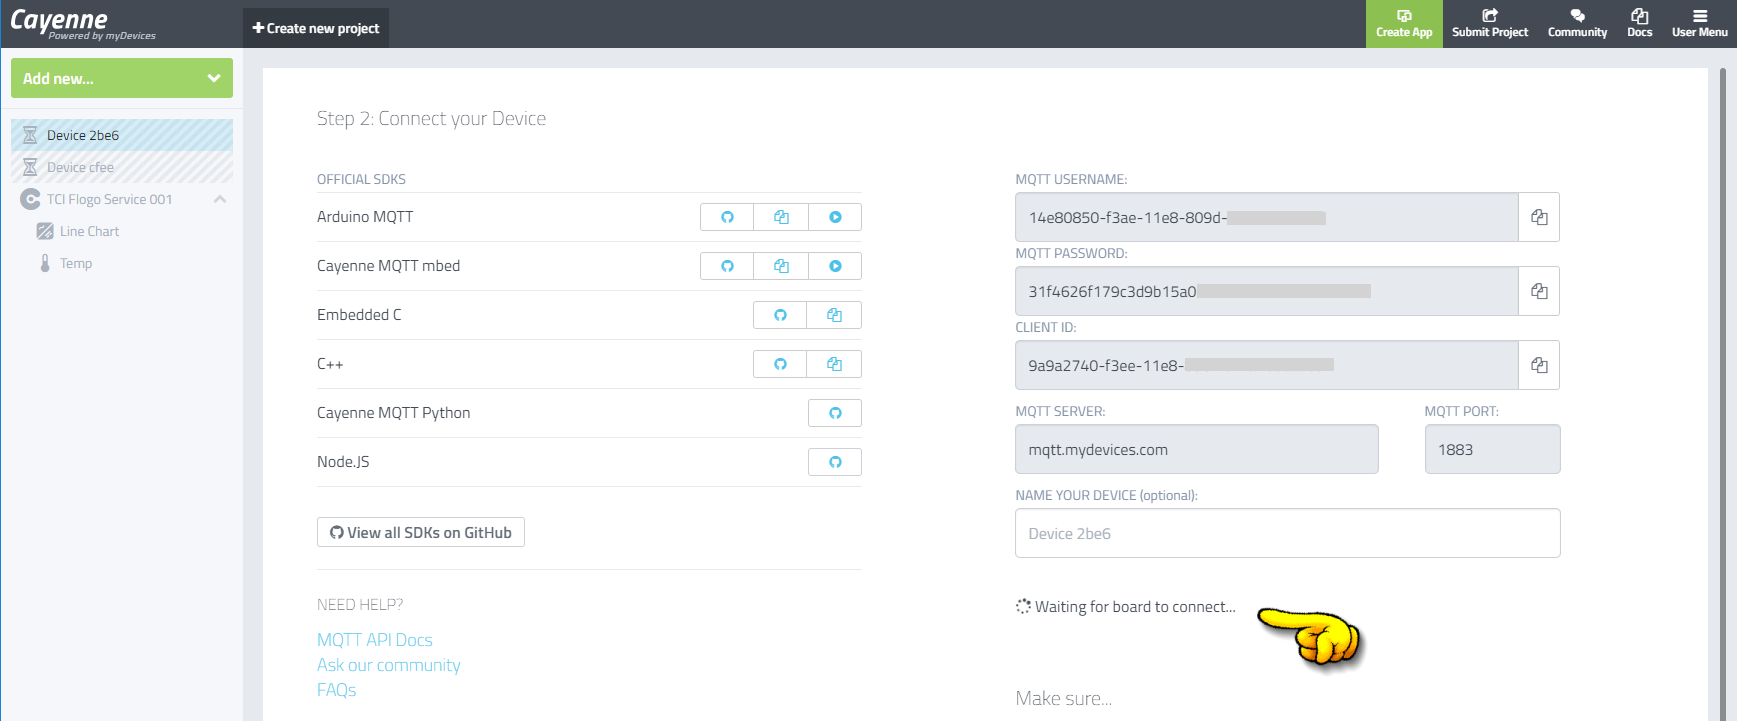 Cayenne
Powered by myDevices
Create new project
Create App
Submit Project
Community
Docs
User Menu
Add new...
Device 2be6
Device cfee
TCI Flogo Service 001
Line Chart
Temp
Step 2: Connect your Device
OFFICIAL SDKS
Arduino MQTT
Cayenne MQTT mbed
Embedded C
C++
Cayenne MQTT Python
Node.JS
View all SDKs on GitHub
NEED HELP?
MQTT API Docs
Ask our community
FAQs
MQTT USERNAME:
14e80850-f3ae-11e8-809d-
MQTT PASSWORD:
31f4626f179c3d9b15a0
CLIENT ID:
9a9a2740-f3ee-11e8-
MQTT SERVER:
MQTT PORT:
mqtt.mydevices.com
1883
NAME YOUR DEVICE (optional):
Device 2be6
Waiting for board to connect...
Make sure...